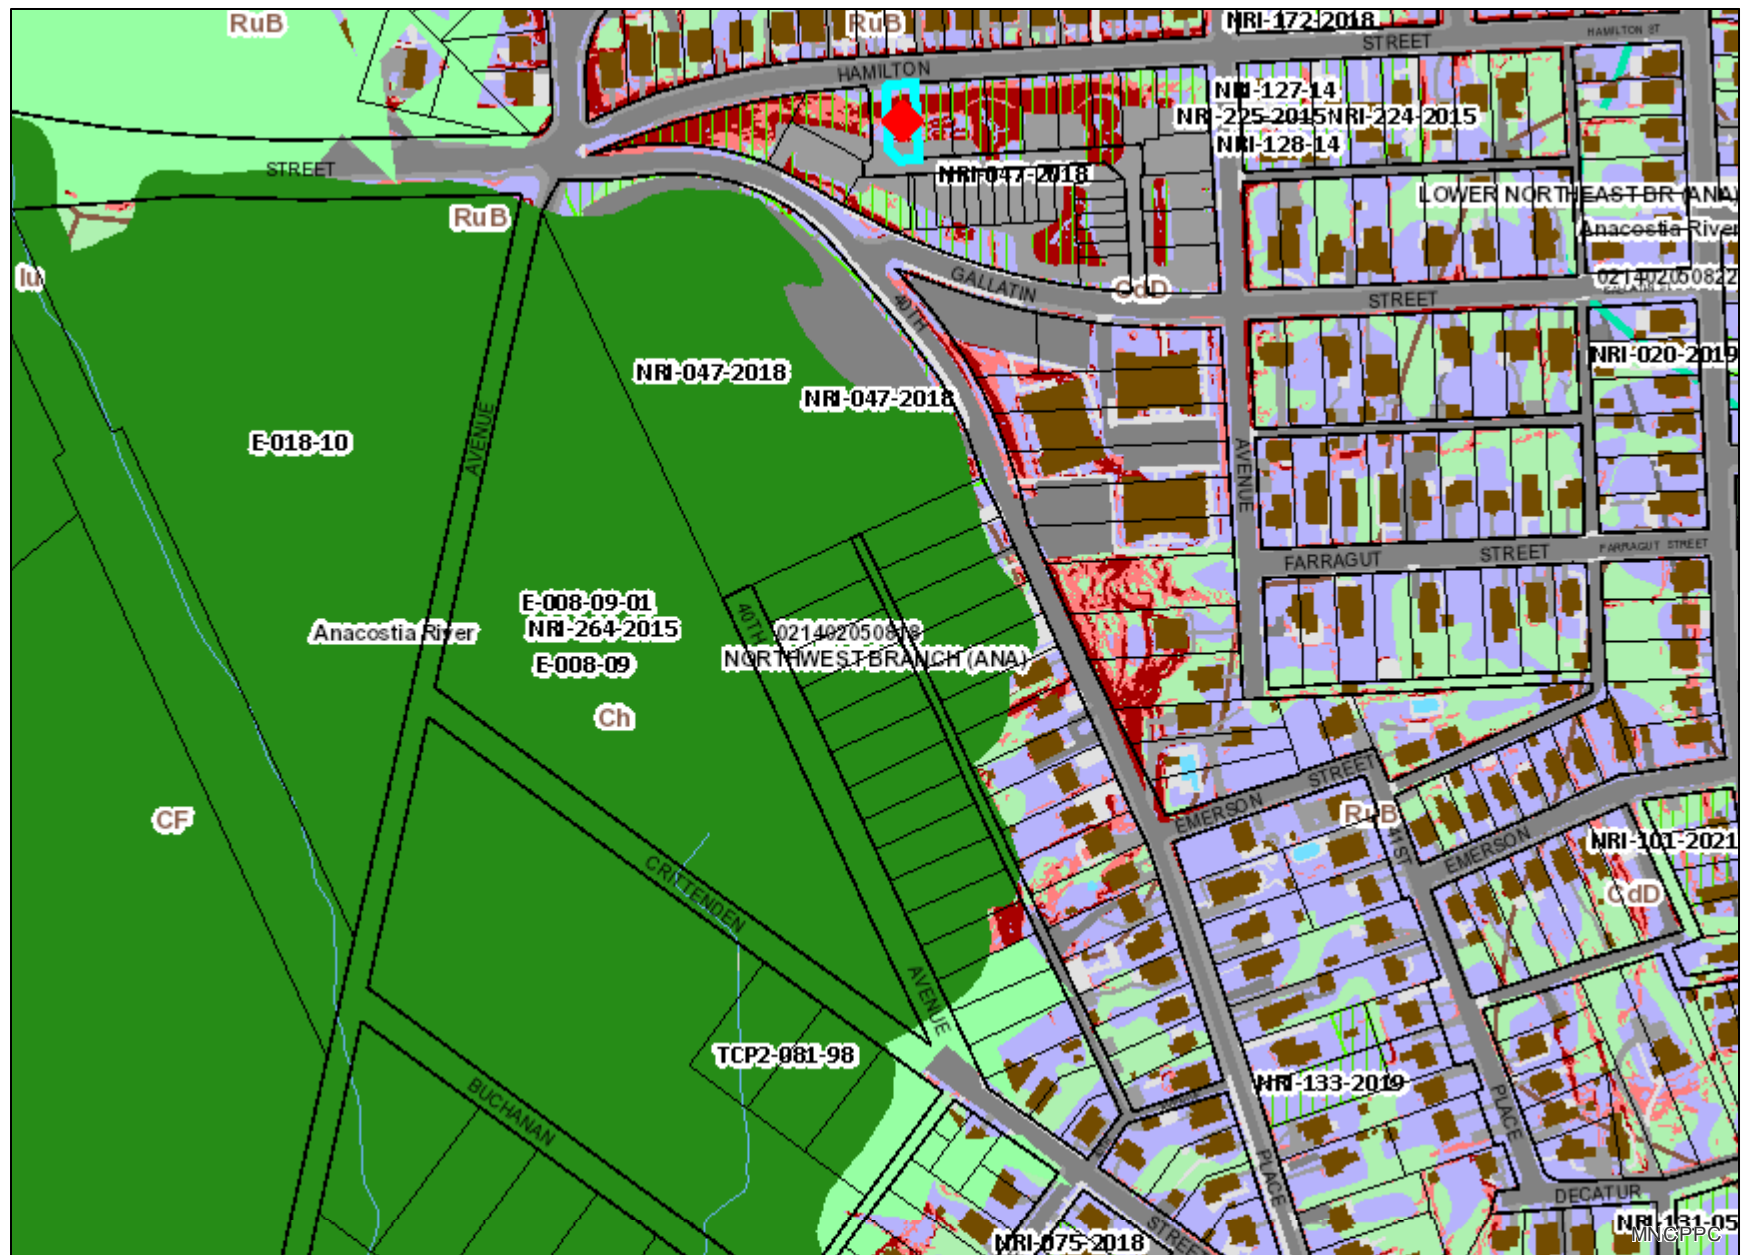 RuB
RuB
NRI-172-2018
STREET
HAMILTON ST
HAMILTON
NRI-127-14
NRI-225-2015
NRI-224-2015
NRI-128-14
STREET
NRI-047-2018
LOWER NORTHEAST BR (ANA)
RuB
Anacostia River
Iu
GALLATIN
CdD
021402050822
STREET
40TH
NRI-020-2019
NRI-047-2018
NRI-047-2018
E-018-10
AVENUE
AVENUE
FARRAGUT
STREET
FARRAGUT STREET
E-008-09-01
NRI-264-2015
Anacostia River
40TH
021402050818
NORTHWEST BRANCH (ANA)
E-008-09
Ch
STREET
CF
EMERSON
RuB
41ST
EMERSON
NRI-101-2021
CRITTENDEN
CdD
AVENUE
TCP2-081-98
NRI-133-2019
BUCHANAN
PLACE
PLACE
DECATUR
STREET
NRI-131-05
NRI-075-2018
MNCPPC